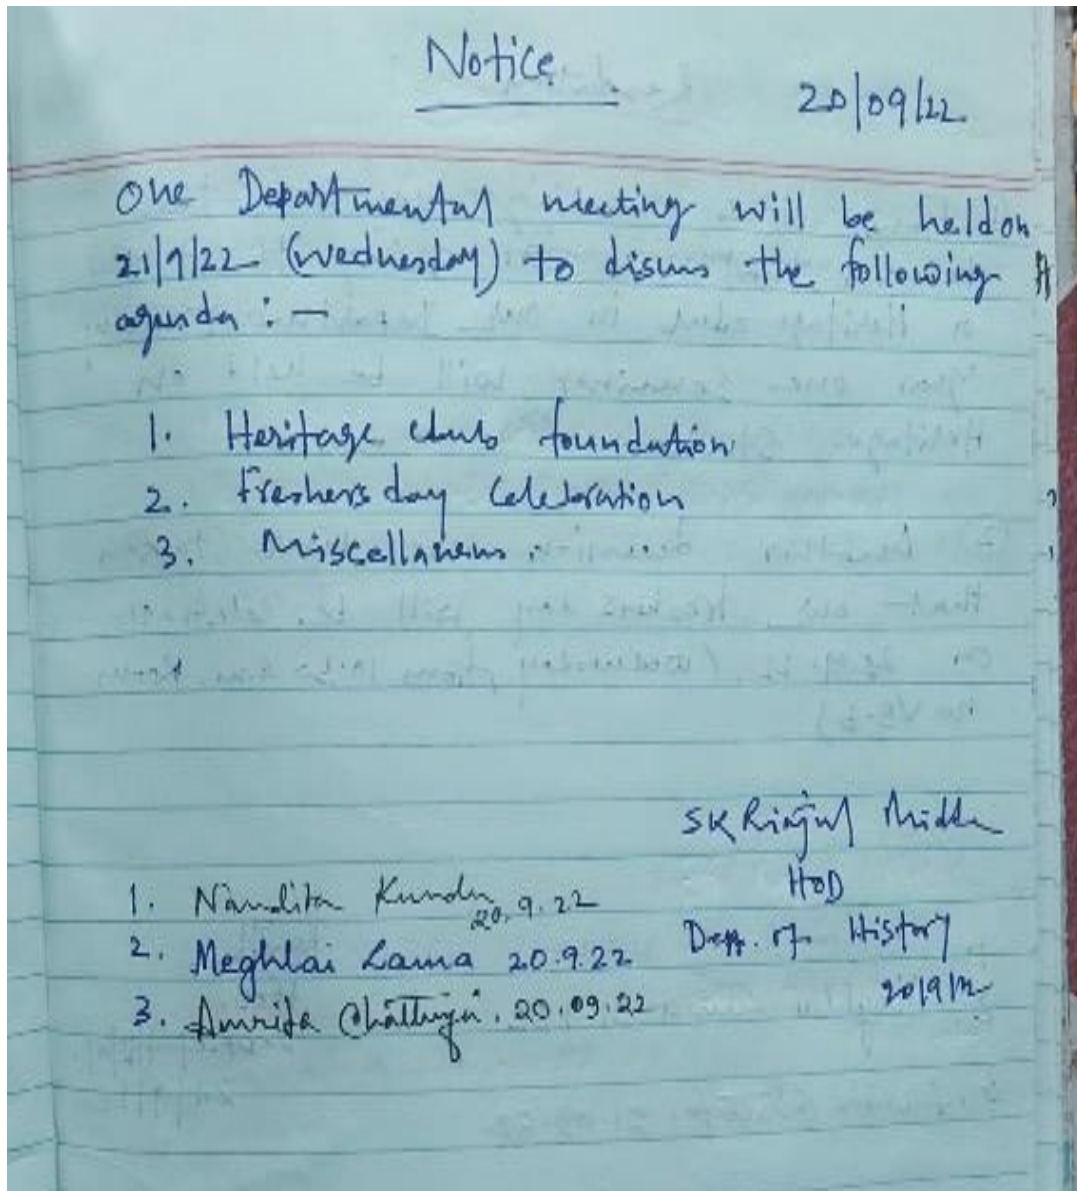 Notice
20/09/22
One Departmental meeting will be held on
21/9/22 (Wednesday) to discuss the following
agenda : —
1. Heritage club foundation
2. Freshers day Celebration
3. Miscellaneous.
SK Riajul Midda
HOD
Dept. of History
20/9/22
1. Nandita Kundu 20.9.22
2. Meghlai Lama 20.9.22
3. Amrita Chatterjee. 20.09.22